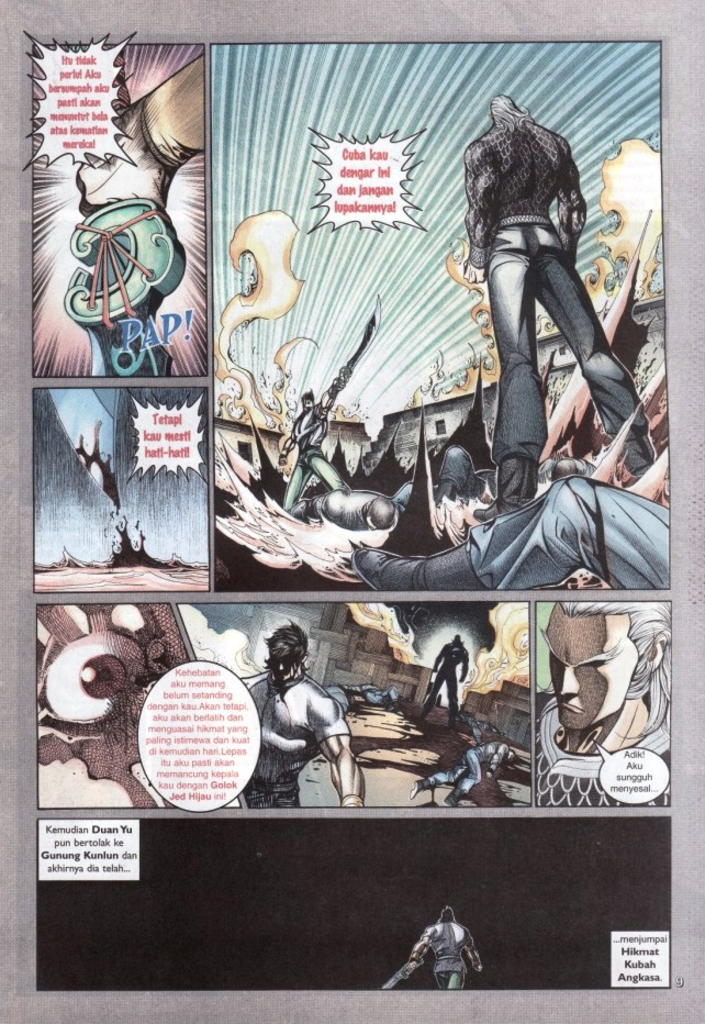 Itu tidak
perlu! Aku
bersumpah aku
pasti akan
menuntut bela
atas kematian
mereka!
PAP!
Cuba kau
dengar ini
dan jangan
lupakannya!
Tetapi
kau mesti
hati-hati!
Kehebatan
aku memang
belum setanding
dengan kau.Akan tetapi,
aku akan berlatih dan
menguasai hikmat yang
paling istimewa dan kuat
di kemudian hari.Lepas
itu aku pasti akan
memancung kepala
kau dengan Golok
Jed Hijau ini!
Adik!
Aku
sungguh
menyesal...
Kemudian Duan Yu
pun bertolak ke
Gunung Kunlun dan
akhirnya dia telah...
...menjumpai
Hikmat
Kubah
Angkasa.
9